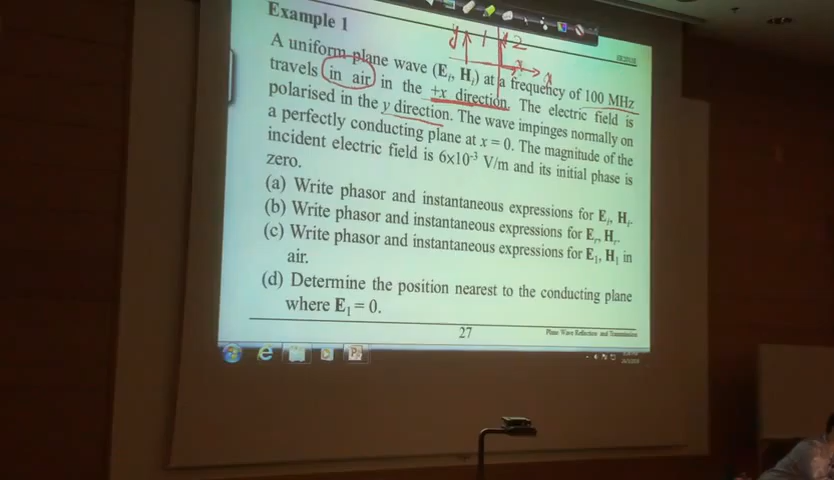 Example 1
y 1 2
x x
A uniform plane wave (Eᵢ, Hᵢ) at a frequency of 100 MHz
travels in air in the +x direction. The electric field is
polarised in the y direction. The wave impinges normally on
a perfectly conducting plane at x = 0. The magnitude of the
incident electric field is 6×10⁻³ V/m and its initial phase is
zero.
(a) Write phasor and instantaneous expressions for Eᵢ, Hᵢ.
(b) Write phasor and instantaneous expressions for Eᵣ, Hᵣ.
(c) Write phasor and instantaneous expressions for E₁, H₁ in
air.
(d) Determine the position nearest to the conducting plane
where E₁ = 0.
27
Plane Wave Reflection and Transmission